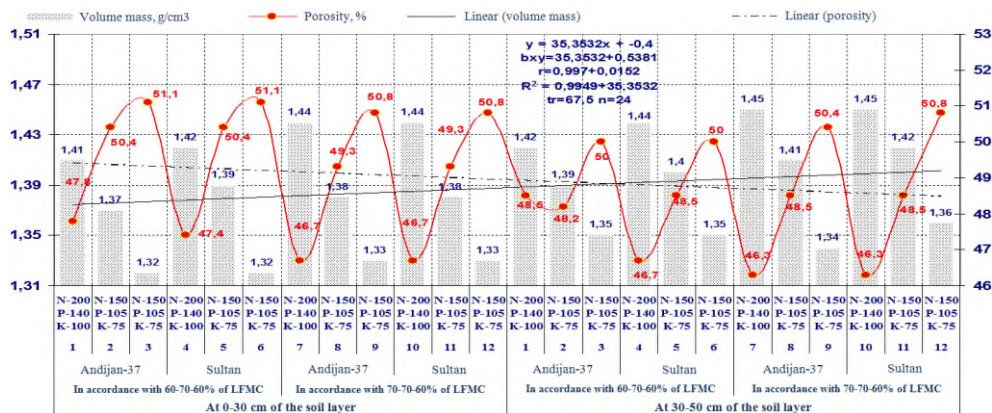 Volume mass, g/cm3 Porosity, % Linear (volume mass) Linear (porosity)
1,51 53
y = 35,3532x + -0,4
bxy=35,3532+0,5381
r=0,997+0,0152
R² = 0,9949+35,3532
tr=67,5 n=24
52
1,47 51
1,43 50
1,39 49
1,35 48
47
1,31 46
1,41 1,37 1,32 1,42 1,39 1,32 1,44 1,38 1,33 1,44 1,38 1,33 1,42 1,39 1,35 1,44 1,4 1,35 1,45 1,41 1,34 1,45 1,42 1,36
50,4 51,1 47,4 50,4 51,1 46,7 49,3 50,8 46,7 49,3 50,8 48,2 50 46,7 48,5 50 46,3 48,5 50,4 46,3 48,5 50,8
N-200 N-150 N-150 N-200 N-150 N-150 N-200 N-150 N-150 N-200 N-150 N-150 N-200 N-150 N-150 N-200 N-150 N-150 N-200 N-150 N-150 N-200 N-150 N-150
P-140 P-105 P-105 P-140 P-105 P-105 P-140 P-105 P-105 P-140 P-105 P-105 P-140 P-105 P-105 P-140 P-105 P-105 P-140 P-105 P-105 P-140 P-105 P-105
K-100 K-75 K-75 K-100 K-75 K-75 K-100 K-75 K-75 K-100 K-75 K-75 K-100 K-75 K-75 K-100 K-75 K-75 K-100 K-75 K-75 K-100 K-75 K-75
1 2 3 4 5 6 7 8 9 10 11 12 1 2 3 4 5 6 7 8 9 10 11 12
Andijan-37 Sultan Andijan-37 Sultan Andijan-37 Sultan Andijan-37 Sultan
In accordance with 60-70-60% of LFMC In accordance with 70-70-60% of LFMC In accordance with 60-70-60% of LFMC In accordance with 70-70-60% of LFMC
At 0-30 cm of the soil layer At 30-50 cm of the soil layer